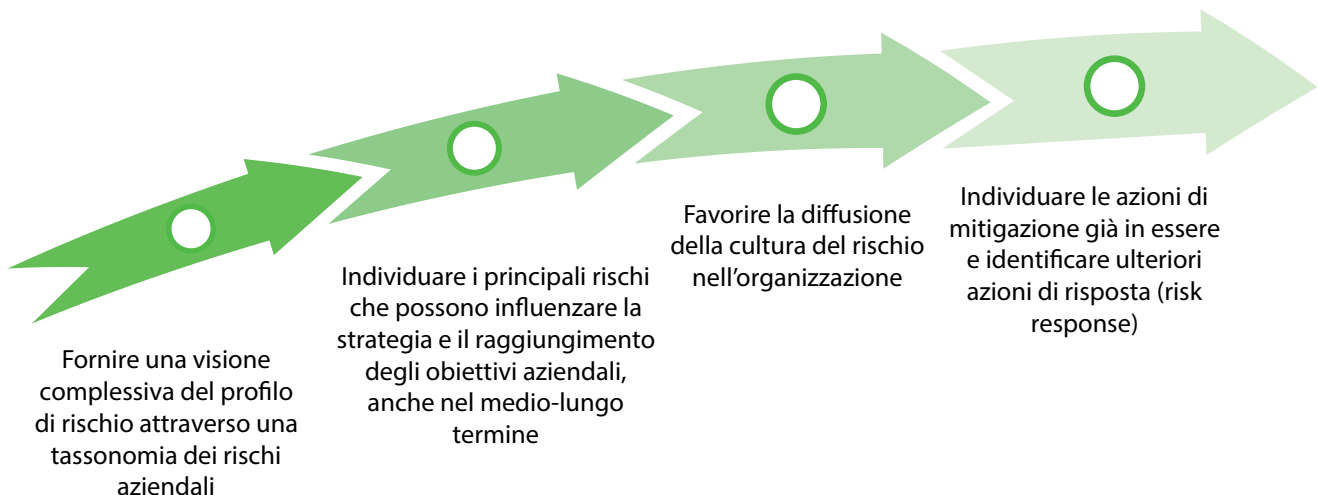 Fornire una visione
complessiva del profilo
di rischio attraverso una
tassonomia dei rischi
aziendali
Individuare i principali rischi
che possono influenzare la
strategia e il raggiungimento
degli obiettivi aziendali,
anche nel medio-lungo
termine
Favorire la diffusione
della cultura del rischio
nell'organizzazione
Individuare le azioni di
mitigazione già in essere
e identificare ulteriori
azioni di risposta (risk
response)